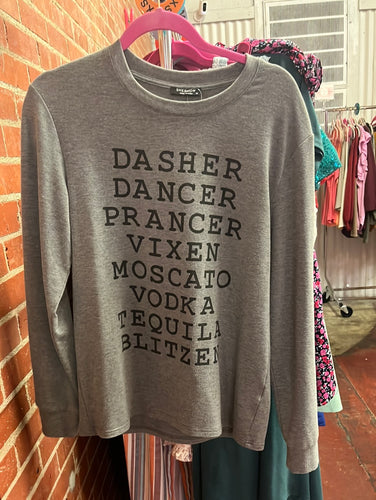 DASHER
DANCER
PRANCER
VIXEN
MOSCATO
VODKA
TEQUILA
BLITZEN